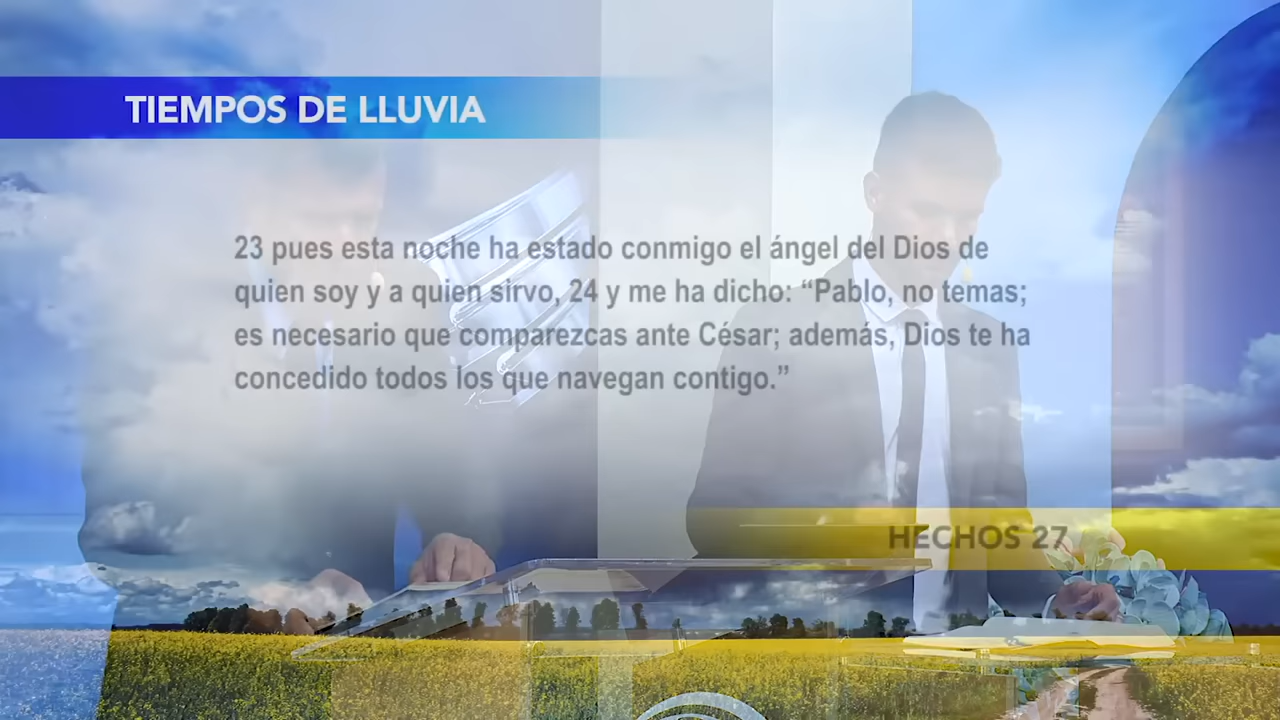 TIEMPOS DE LLUVIA
23 pues esta noche ha estado conmigo el ángel del Dios de
quien soy y a quien sirvo, 24 y me ha dicho: “Pablo, no temas;
es necesario que comparezcas ante César; además, Dios te ha
concedido todos los que navegan contigo.”
HECHOS 27